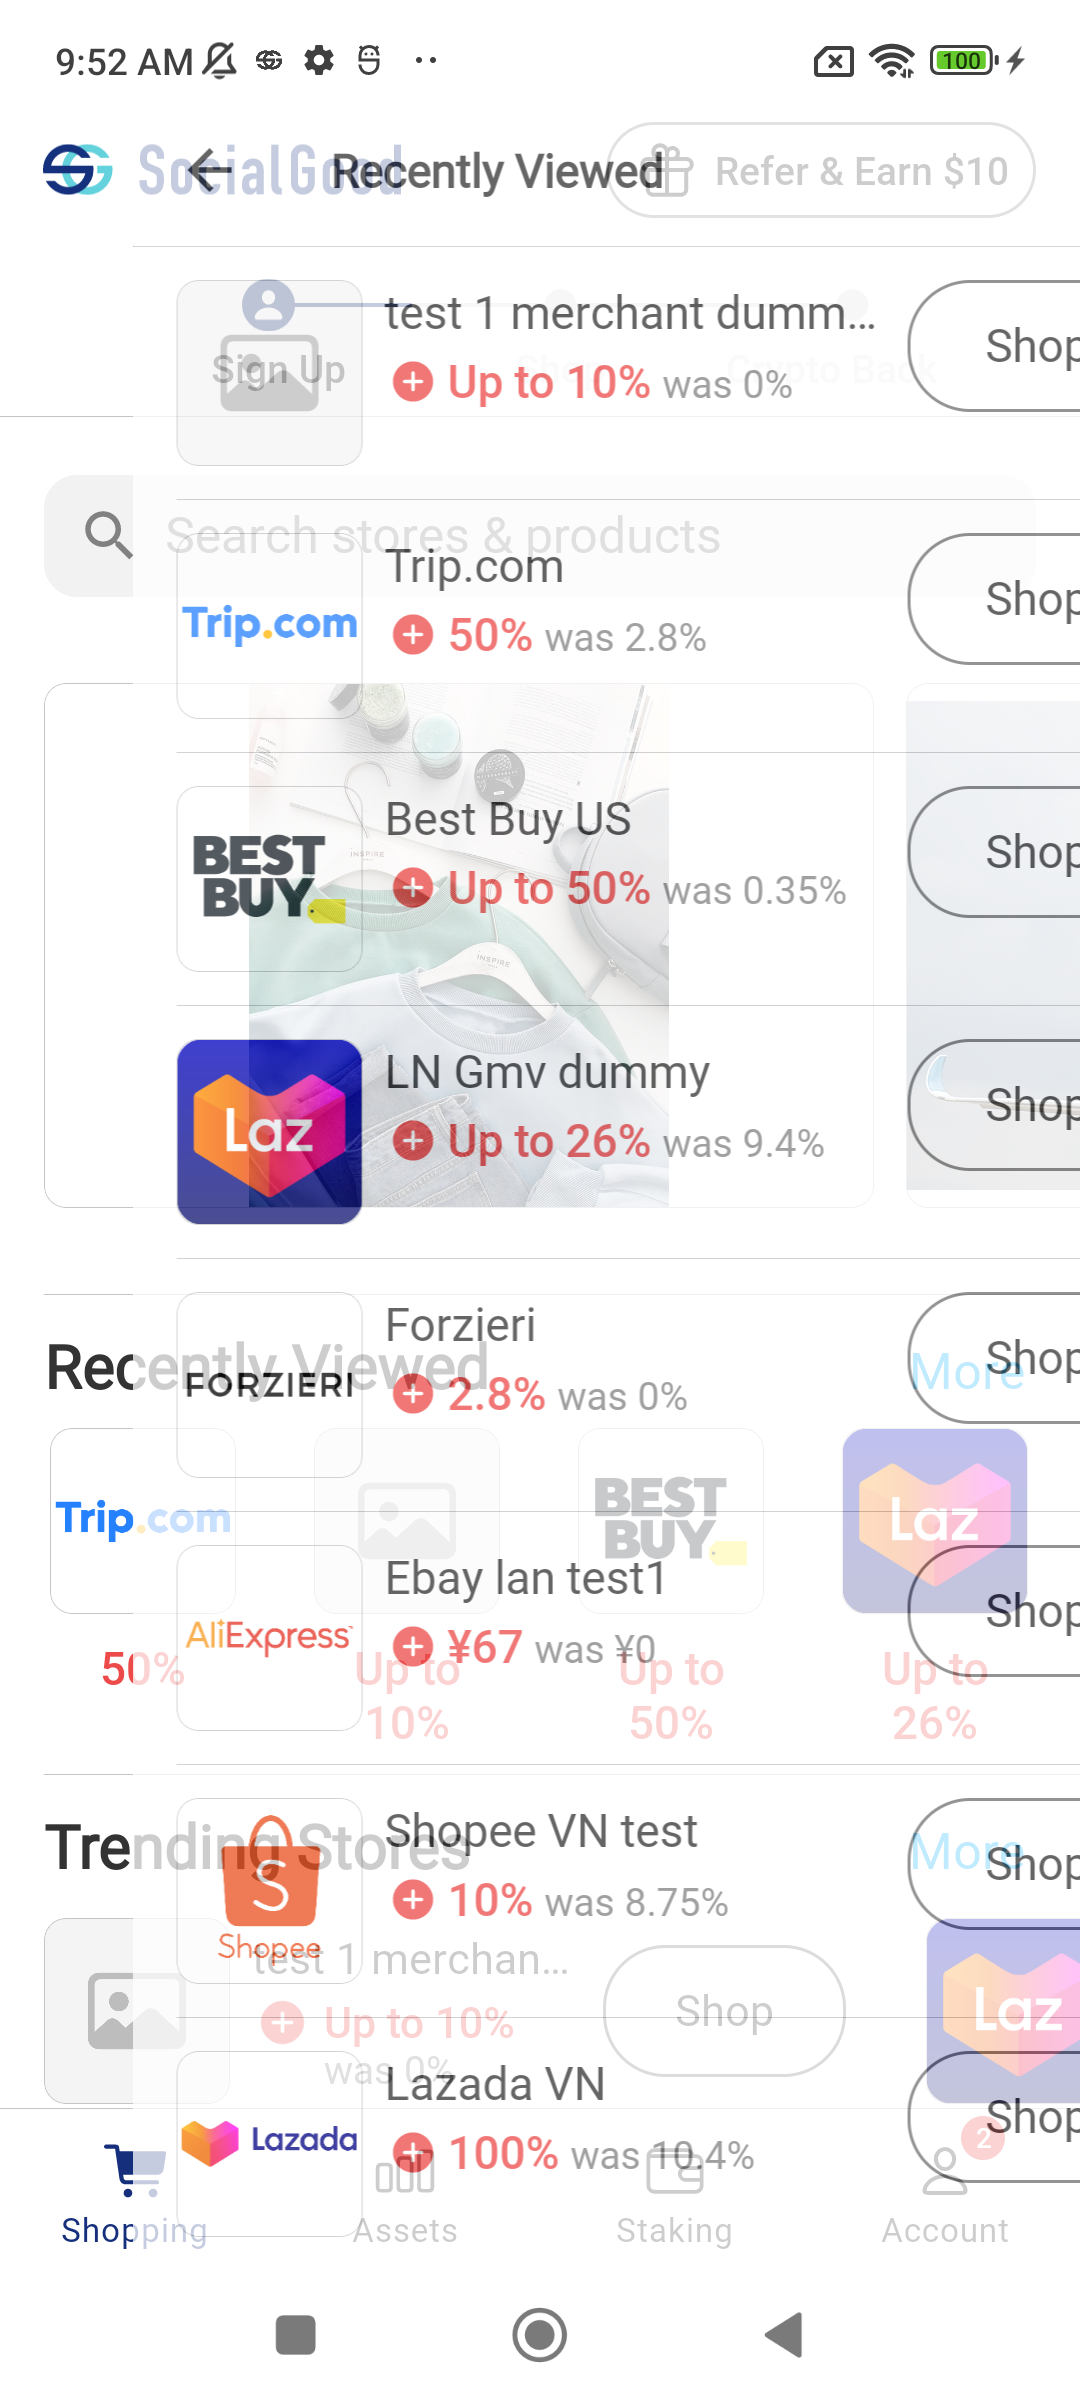 9:52 AM
100
SocialGood
Recently Viewed
Refer & Earn $10
Sign Up
Shop
Crypto Back
test 1 merchant dumm...
Up to 10% was 0%
Shop
Search stores & products
Trip.com
Trip.com
50% was 2.8%
Shop
BEST
BUY
INSPIRE
Best Buy US
Up to 50% was 0.35%
Shop
INSPIRE
Laz
LN Gmv dummy
Up to 26% was 9.4%
Shop
Recently Viewed
More
FORZIERI
Forzieri
2.8% was 0%
Shop
Trip.com
BEST
BUY
Laz
AliExpress
Ebay lan test1
¥67 was ¥0
Shop
50%
Up to
10%
Up to
50%
Up to
26%
Trending Stores
More
Shopee
Shopee VN test
10% was 8.75%
Shop
test 1 merchan...
Up to 10%
was 0%
Shop
Laz
Lazada
Lazada VN
100% was 10.4%
Shop
2
Shopping
Assets
Staking
Account